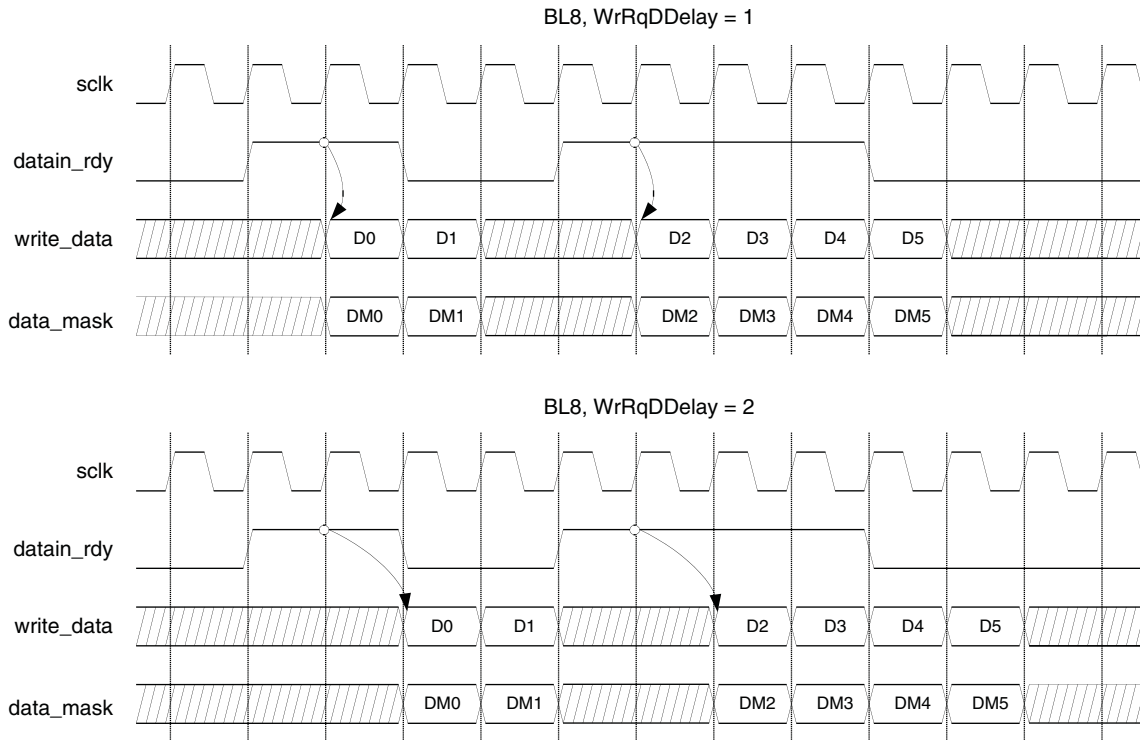 BL8, WrRqDDelay = 1
sclk
datain_rdy
write_data D0 D1 D2 D3 D4 D5
data_mask DM0 DM1 DM2 DM3 DM4 DM5
BL8, WrRqDDelay = 2
sclk
datain_rdy
write_data D0 D1 D2 D3 D4 D5
data_mask DM0 DM1 DM2 DM3 DM4 DM5